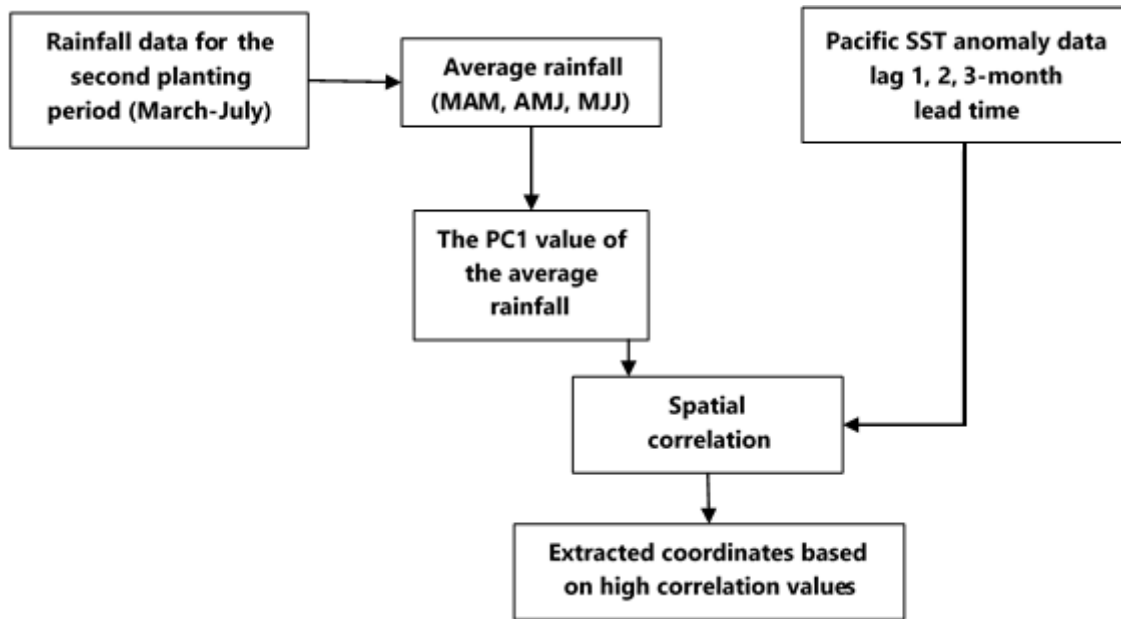 Rainfall data for the
second planting
period (March-July)
Average rainfall
(MAM, AMJ, MJJ)
Pacific SST anomaly data
lag 1, 2, 3-month
lead time
The PC1 value of
the average
rainfall
Spatial
correlation
Extracted coordinates based
on high correlation values